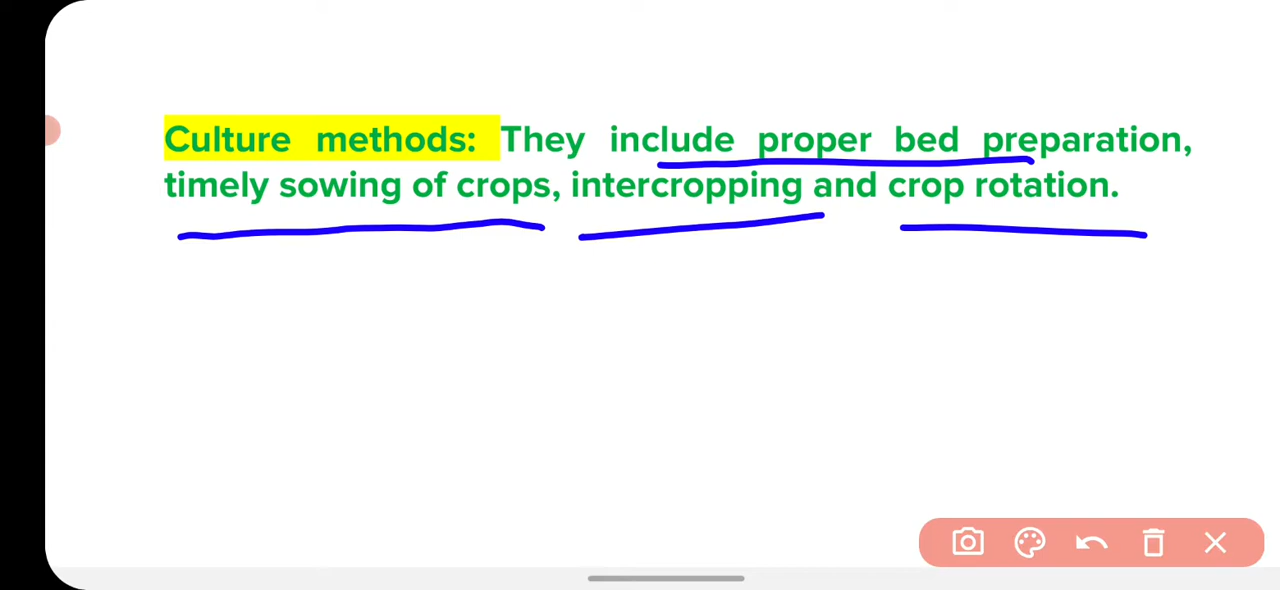 Culture methods: They include proper bed preparation,
timely sowing of crops, intercropping and crop rotation.